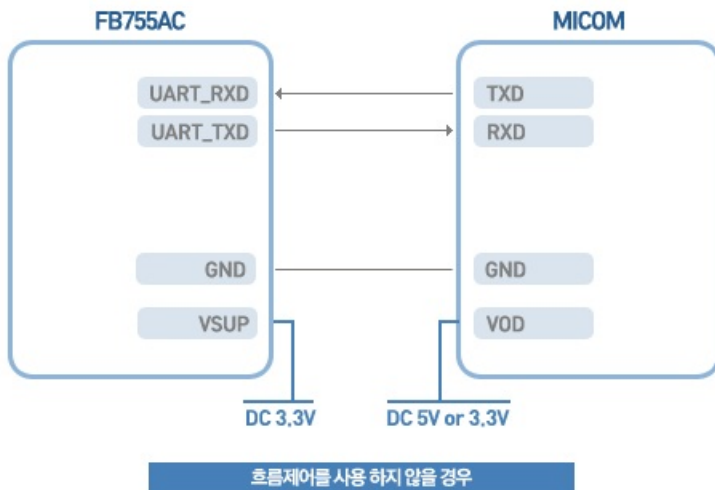 FB755AC MICOM
UART_RXD TXD
UART_TXD RXD
GND GND
VSUP VOD
DC 3.3V DC 5V or 3.3V
흐름제어를 사용 하지 않을 경우